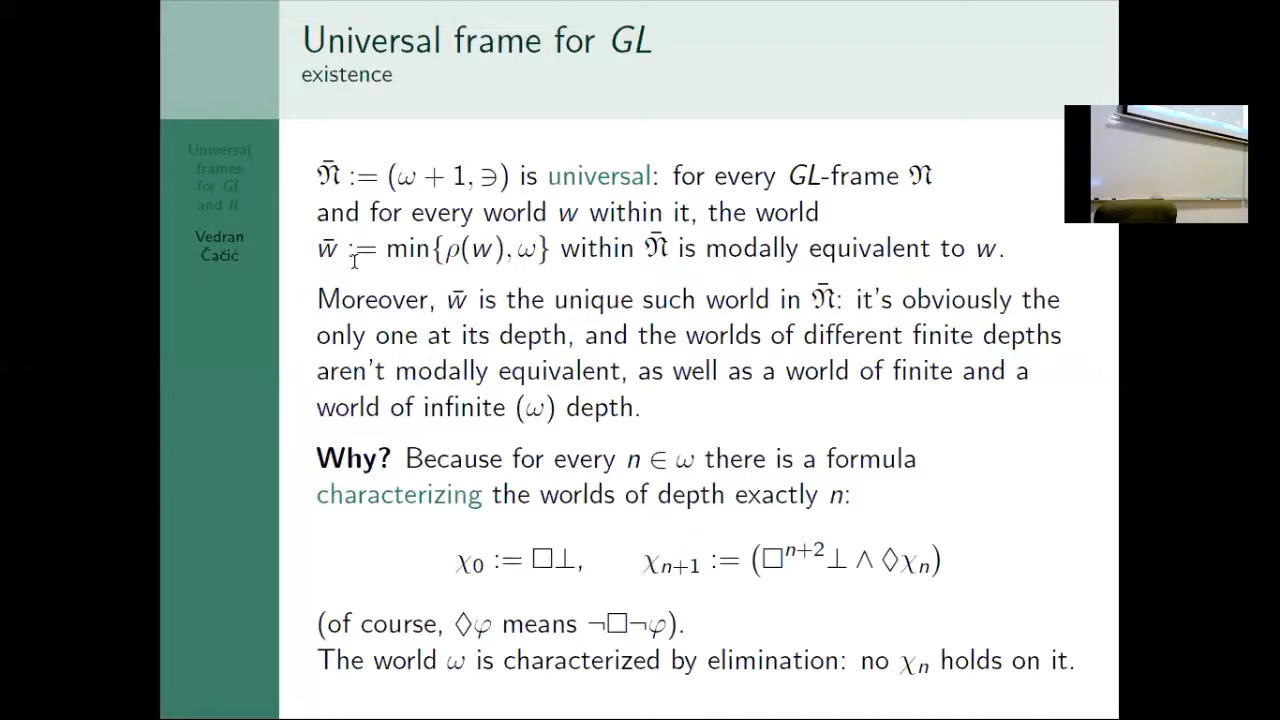 Universal frame for GL
existence
Universal
frames
for GL
and IL
Vedran
Čačić
𝔑̄ := (ω + 1, ∋) is universal: for every GL-frame 𝔑
and for every world w within it, the world
w̄ := min{ρ(w), ω} within 𝔑̄ is modally equivalent to w.
Moreover, w̄ is the unique such world in 𝔑̄: it's obviously the
only one at its depth, and the worlds of different finite depths
aren't modally equivalent, as well as a world of finite and a
world of infinite (ω) depth.
Why? Because for every n ∈ ω there is a formula
characterizing the worlds of depth exactly n:
χ₀ := □⊥, χₙ₊₁ := (□ⁿ⁺²⊥ ∧ ◊χₙ)
(of course, ◊φ means ¬□¬φ).
The world ω is characterized by elimination: no χₙ holds on it.